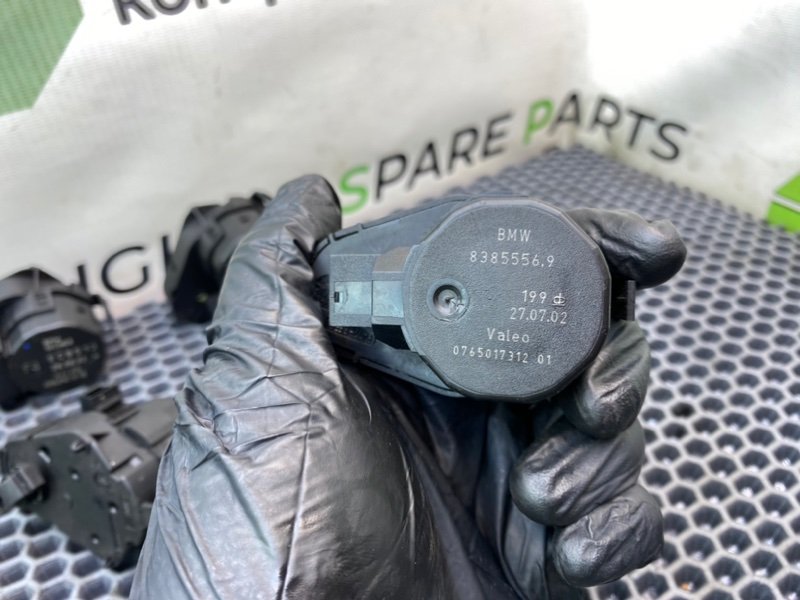 SPARE PARTS
BMW
8385556.9
199 d
27.07.02
Valeo
0765017312 01